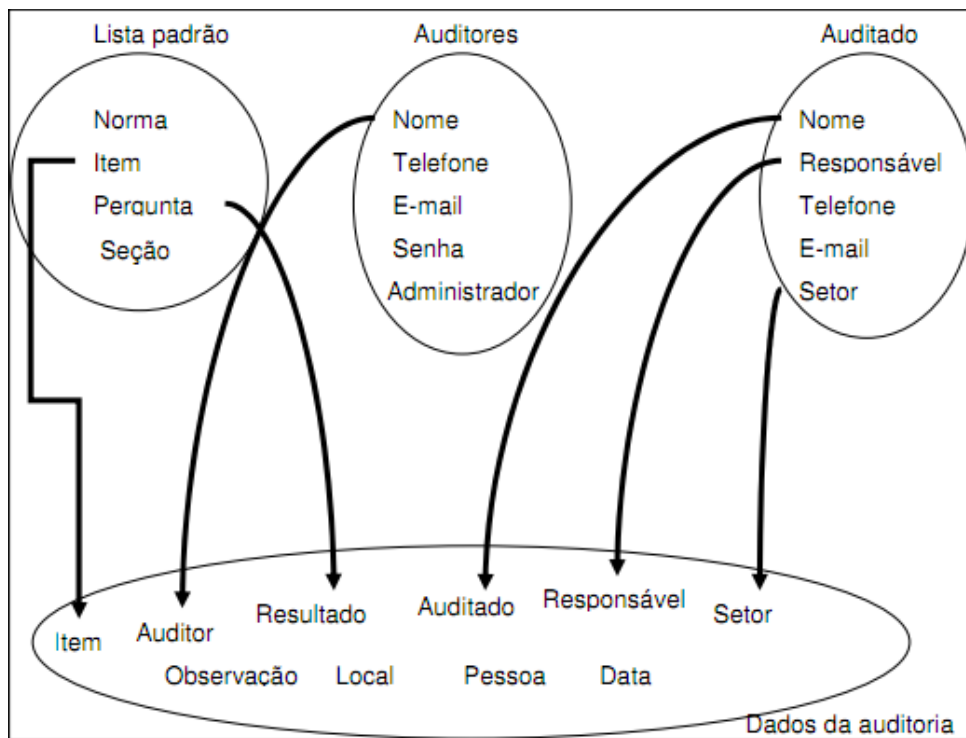 Lista padrão
Auditores
Auditado
Norma
Item
Pergunta
Seção
Nome
Telefone
E-mail
Senha
Administrador
Nome
Responsável
Telefone
E-mail
Setor
Item
Auditor
Resultado
Auditado
Responsável
Setor
Observação
Local
Pessoa
Data
Dados da auditoria